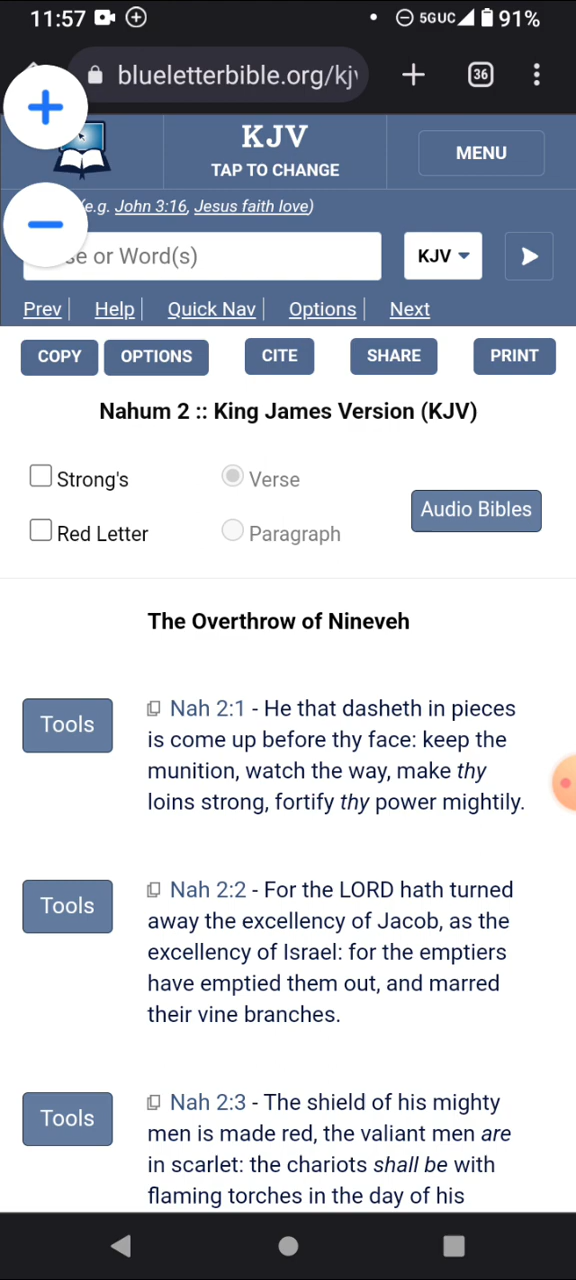 11:57
5GUC 91%
blueletterbible.org/kj
36
KJV
TAP TO CHANGE
MENU
(e.g. John 3:16, Jesus faith love)
se or Word(s)
KJV
Prev| Help| Quick Nav| Options| Next
COPY OPTIONS CITE SHARE PRINT
Nahum 2 :: King James Version (KJV)
Strong's Verse
Audio Bibles
Red Letter Paragraph
The Overthrow of Nineveh
Tools
Nah 2:1 - He that dasheth in pieces
is come up before thy face: keep the
munition, watch the way, make thy
loins strong, fortify thy power mightily.
Tools
Nah 2:2 - For the LORD hath turned
away the excellency of Jacob, as the
excellency of Israel: for the emptiers
have emptied them out, and marred
their vine branches.
Tools
Nah 2:3 - The shield of his mighty
men is made red, the valiant men are
in scarlet: the chariots shall be with
flaming torches in the day of his